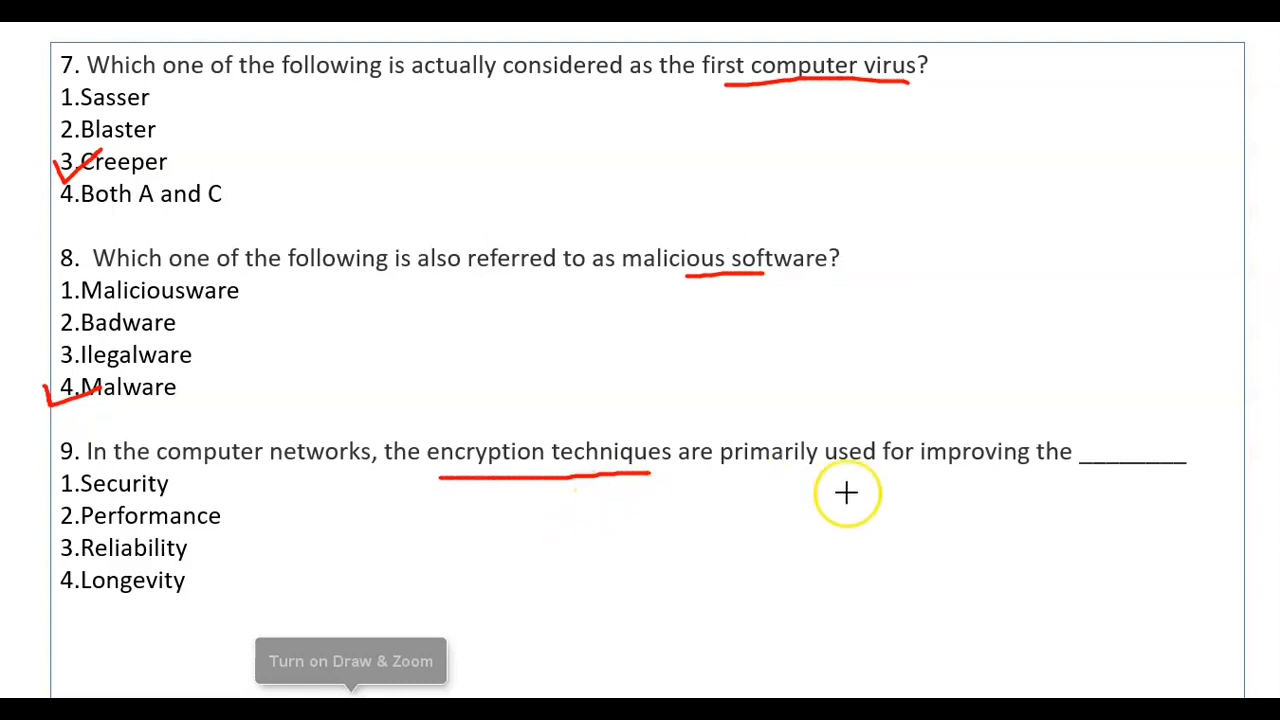 7. Which one of the following is actually considered as the first computer virus?
1.Sasser
2.Blaster
3.Creeper
4.Both A and C
8. Which one of the following is also referred to as malicious software?
1.Maliciousware
2.Badware
3.Ilegalware
4.Malware
9. In the computer networks, the encryption techniques are primarily used for improving the ________
1.Security
2.Performance
3.Reliability
4.Longevity
Turn on Draw & Zoom